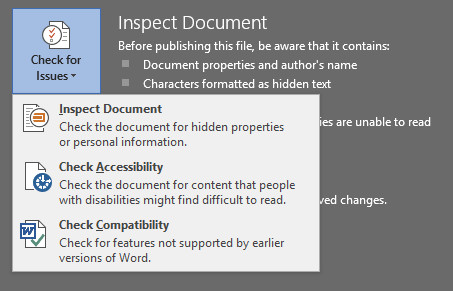 Inspect Document
Before publishing this file, be aware that it contains:
Document properties and author's name
Characters formatted as hidden text
Check for
Issues
Inspect Document
Check the document for hidden properties
or personal information.
Check Accessibility
Check the document for content that people
with disabilities might find difficult to read.
Check Compatibility
Check for features not supported by earlier
versions of Word.
are unable to read
changes.